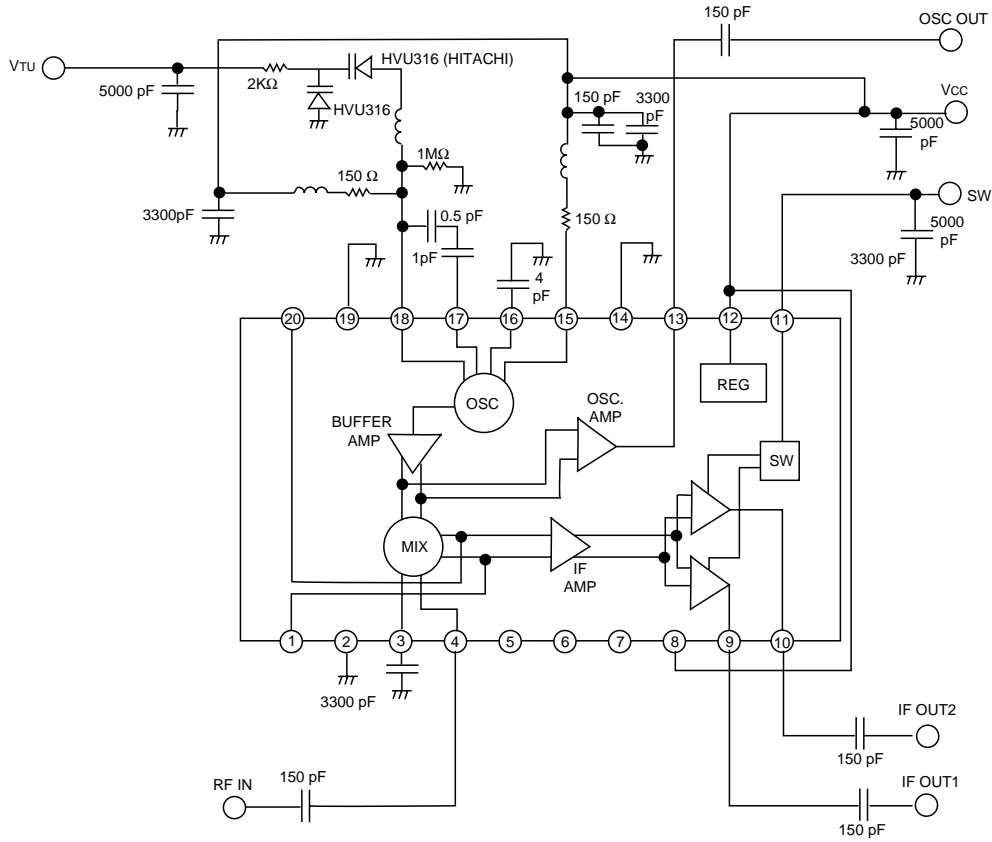 150 pF
OSC OUT
VTU
HVU316 (HITACHI)
5000 pF
2KΩ
HVU316
150 pF
3300
pF
VCC
5000
pF
1MΩ
150 Ω
SW
3300pF
0.5 pF
150 Ω
5000
pF
1pF
3300 pF
4
pF
20
19
18
17
16
15
14
13
12
11
REG
OSC
OSC.
AMP
BUFFER
AMP
SW
MIX
IF
AMP
1
2
3
4
5
6
7
8
9
10
3300 pF
IF OUT2
150 pF
RF IN
150 pF
IF OUT1
150 pF